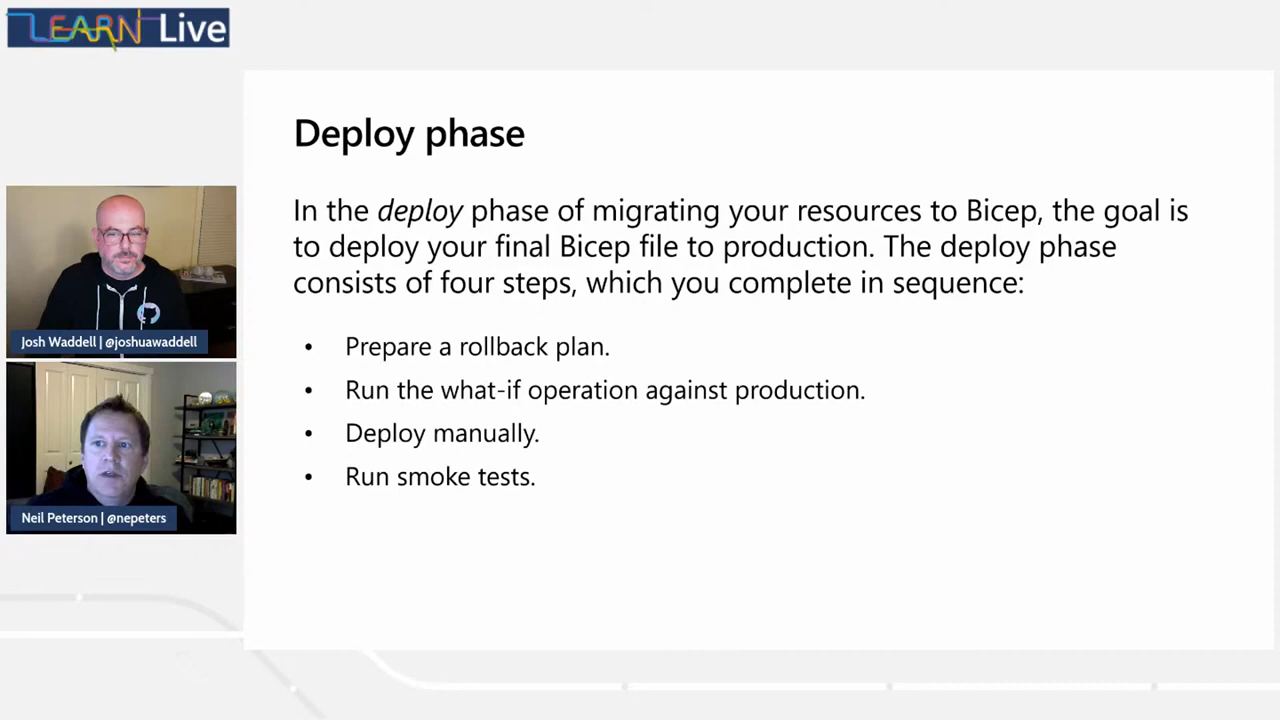 LEARN Live
Deploy phase
In the deploy phase of migrating your resources to Bicep, the goal is
to deploy your final Bicep file to production. The deploy phase
consists of four steps, which you complete in sequence:
• Prepare a rollback plan.
• Run the what-if operation against production.
• Deploy manually.
• Run smoke tests.
Josh Waddell | @joshuawaddell
Neil Peterson | @nepeters